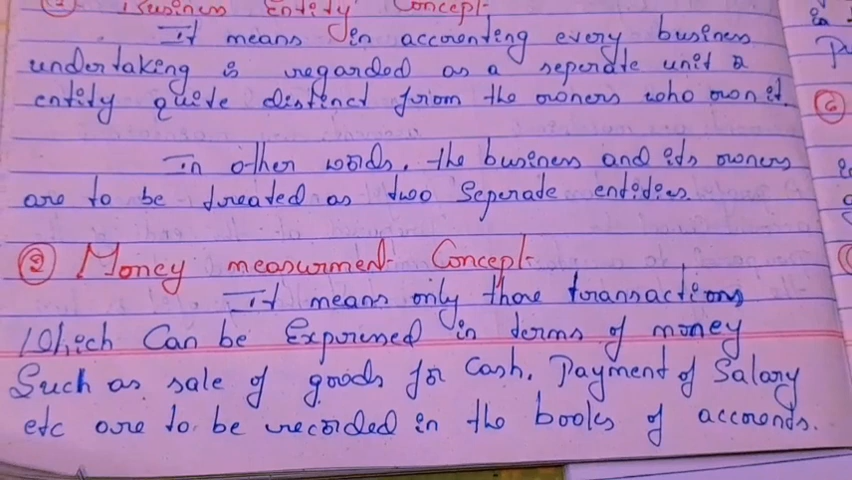 ① Business Entity Concept-
It means in accounting every business
undertaking is regarded as a seperate unit &
entity quite distinct from the owners who own it.
In other words, the business and its owners
are to be treated as two Seperate entities.
② Money measurment Concept-
It means only those transactions
Which Can be Expressed in terms of money
Such as sale of goods for Cash, Payment of Salary
etc are to be recorded in the books of accounts.
in
⑥